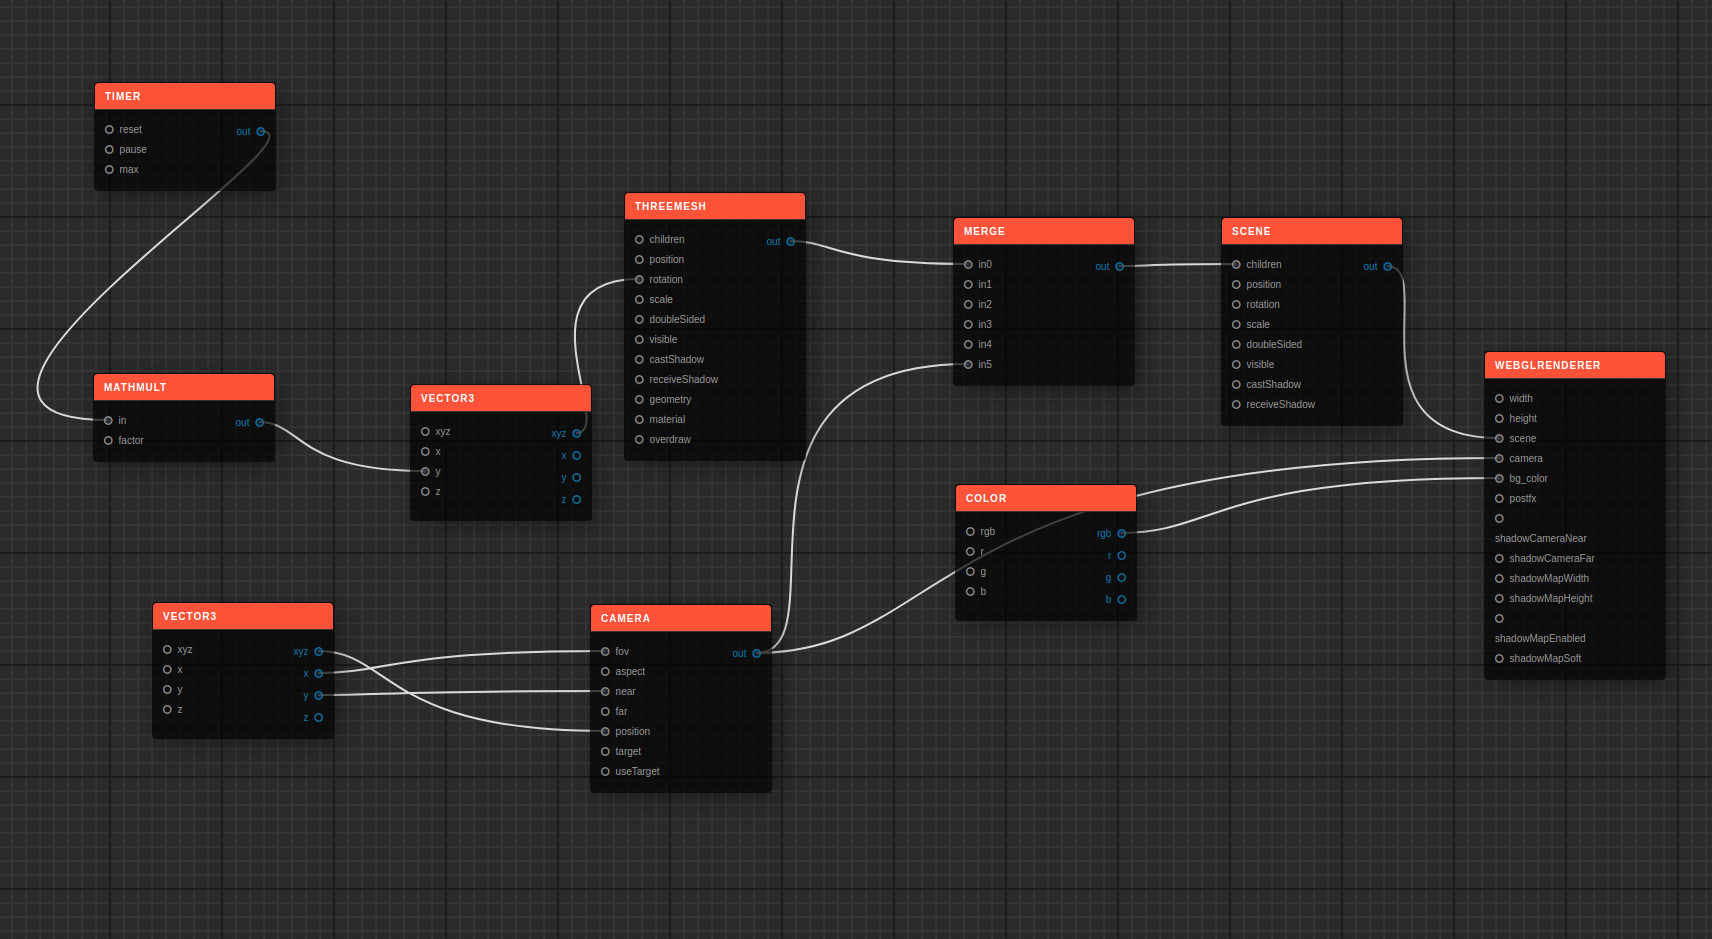 TIMER
reset
out
pause
max
MATHMULT
in
out
factor
VECTOR3
xyz
xyz
x
x
y
y
z
z
THREEMESH
children
out
position
rotation
scale
doubleSided
visible
castShadow
receiveShadow
geometry
material
overdraw
MERGE
in0
out
in1
in2
in3
in4
in5
SCENE
children
out
position
rotation
scale
doubleSided
visible
castShadow
receiveShadow
WEBGLRENDERER
width
height
scene
camera
bg_color
postfx
shadowCameraNear
shadowCameraFar
shadowMapWidth
shadowMapHeight
shadowMapEnabled
shadowMapSoft
COLOR
rgb
rgb
r
r
g
g
b
b
VECTOR3
xyz
xyz
x
x
y
y
z
z
CAMERA
fov
out
aspect
near
far
position
target
useTarget